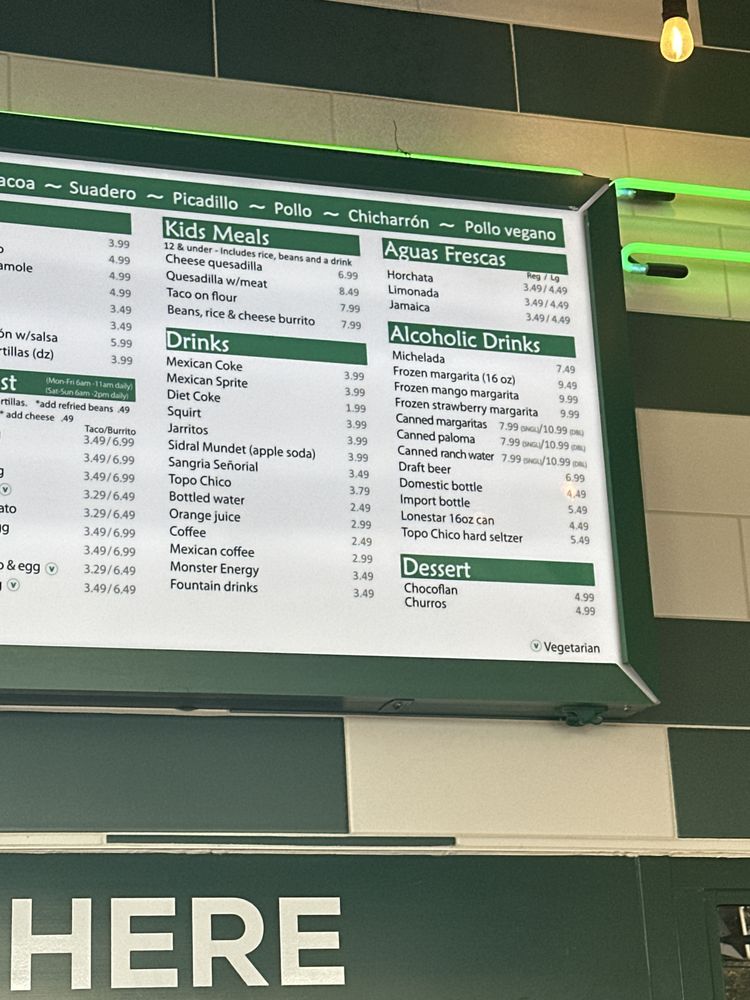 acoa ~ Suadero ~ Picadillo ~ Pollo ~ Chicharrón ~ Pollo vegano
3.99
amole 4.99
4.99
4.99
3.49
3.49
ón w/salsa 5.99
rtillas (dz) 3.99
st (Mon-Fri 6am -11am daily)
(Sat-Sun 6am -2pm daily)
rtillas. *add refried beans .49
* add cheese .49
Taco/Burrito
3.49/6.99
3.49/6.99
g 3.49/6.99
V 3.29/6.49
ato 3.29/6.49
gg 3.49/6.99
3.49/6.99
o & egg V 3.29/6.49
V 3.49/6.49
Kids Meals
12 & under - Includes rice, beans and a drink
Cheese quesadilla 6.99
Quesadilla w/meat 8.49
Taco on flour 7.99
Beans, rice & cheese burrito 7.99
Drinks
Mexican Coke 3.99
Mexican Sprite 3.99
Diet Coke 1.99
Squirt 3.99
Jarritos 3.99
Sidral Mundet (apple soda) 3.99
Sangria Señorial 3.49
Topo Chico 3.79
Bottled water 2.49
Orange juice 2.99
Coffee 2.49
Mexican coffee 2.99
Monster Energy 3.49
Fountain drinks 3.49
Aguas Frescas
Reg / Lg
Horchata 3.49/4.49
Limonada 3.49/4.49
Jamaica 3.49/4.49
Alcoholic Drinks
Michelada 7.49
Frozen margarita (16 oz) 9.49
Frozen mango margarita 9.99
Frozen strawberry margarita 9.99
Canned margaritas 7.99 (SNGL)/10.99 (DBL)
Canned paloma 7.99 (SNGL)/10.99 (DBL)
Canned ranch water 7.99 (SNGL)/10.99 (DBL)
Draft beer 6.99
Domestic bottle 4.49
Import bottle 5.49
Lonestar 16oz can 4.49
Topo Chico hard seltzer 5.49
Dessert
Chocoflan 4.99
Churros 4.99
V Vegetarian
HERE